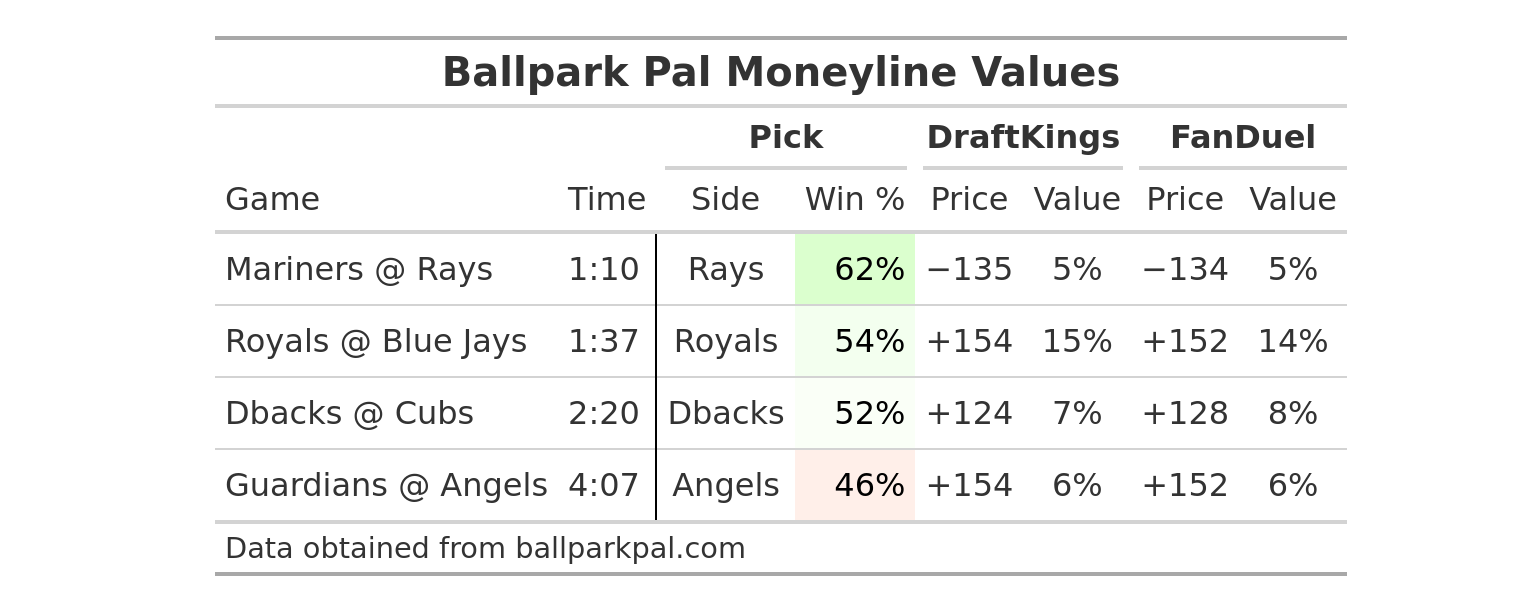 Ballpark Pal Moneyline Values
Pick DraftKings FanDuel
Game Time Side Win % Price Value Price Value
Mariners @ Rays 1:10 Rays 62% −135 5% −134 5%
Royals @ Blue Jays 1:37 Royals 54% +154 15% +152 14%
Dbacks @ Cubs 2:20 Dbacks 52% +124 7% +128 8%
Guardians @ Angels 4:07 Angels 46% +154 6% +152 6%
Data obtained from ballparkpal.com